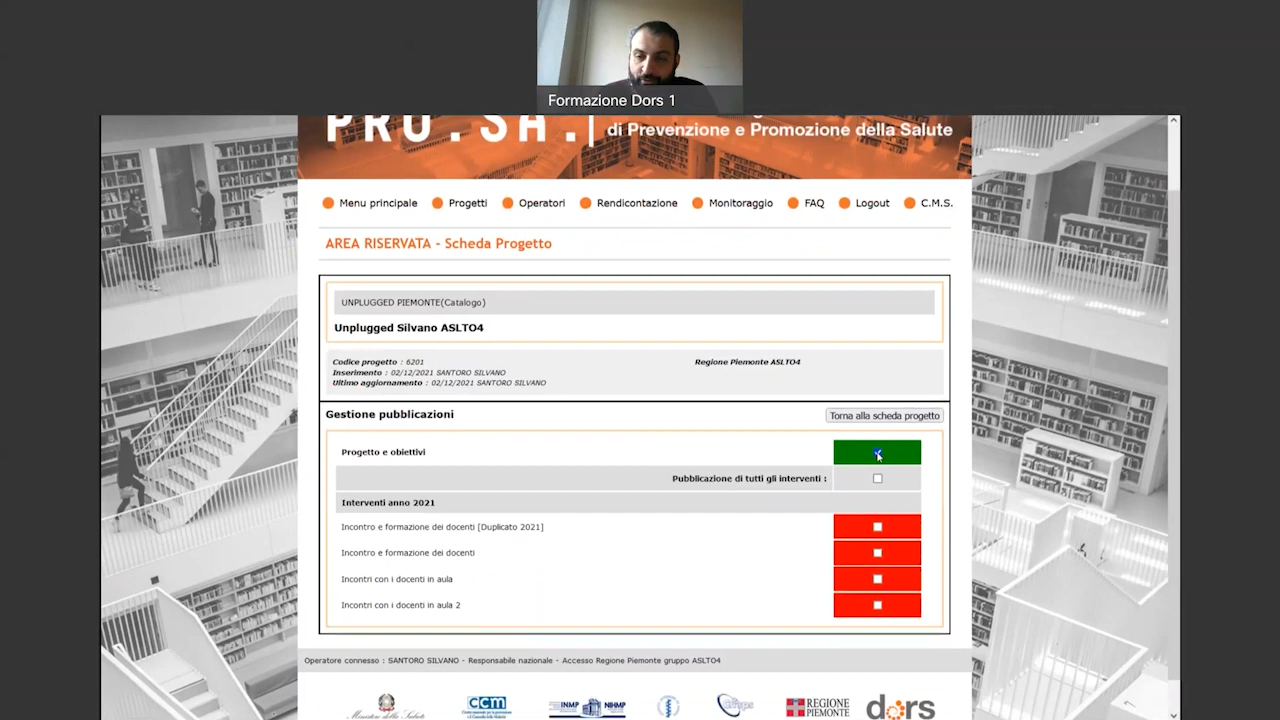 Formazione Dors 1
PRO.SA.
di Prevenzione e Promozione della Salute
Menu principale Progetti Operatori Rendicontazione Monitoraggio FAQ Logout C.M.S.
AREA RISERVATA - Scheda Progetto
UNPLUGGED PIEMONTE(Catalogo)
Unplugged Silvano ASLTO4
Codice progetto : 6201 Regione Piemonte ASLTO4
Inserimento : 02/12/2021 SANTORO SILVANO
Ultimo aggiornamento : 02/12/2021 SANTORO SILVANO
Gestione pubblicazioni Torna alla scheda progetto
Progetto e obiettivi
Pubblicazione di tutti gli interventi :
Interventi anno 2021
Incontro e formazione dei docenti [Duplicato 2021]
Incontro e formazione dei docenti
Incontri con i docenti in aula
Incontri con i docenti in aula 2
Operatore connesso : SANTORO SILVANO - Responsabile nazionale - Accesso Regione Piemonte gruppo ASLTO4
Ministero della Salute ccm INMP NIHMP REGIONE PIEMONTE dors